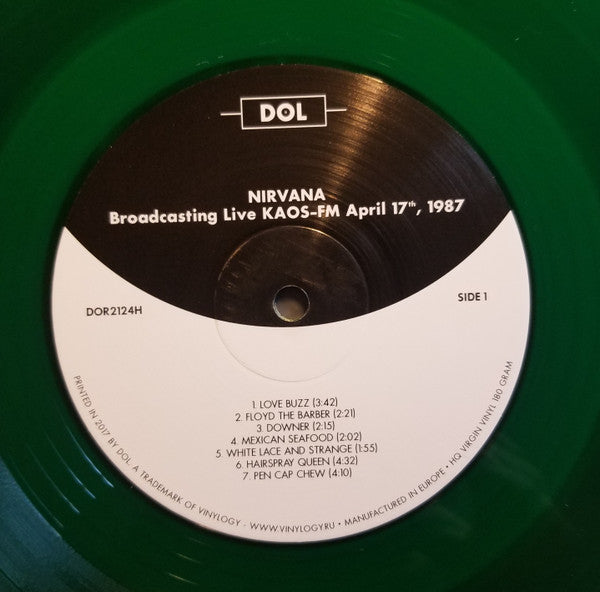 DOL
NIRVANA
Broadcasting Live KAOS-FM April 17th, 1987
DOR2124H
SIDE 1
1. LOVE BUZZ (3:42)
2. FLOYD THE BARBER (2:21)
3. DOWNER (2:15)
4. MEXICAN SEAFOOD (2:02)
5. WHITE LACE AND STRANGE (1:55)
6. HAIRSPRAY QUEEN (4:32)
7. PEN CAP CHEW (4:10)
PRINTED IN 2017 BY DOL. A TRADEMARK OF VINYLOGY - WWW.VINYLOGY.RU • MANUFACTURED IN EUROPE • HQ VIRGIN VINYL 180 GRAM